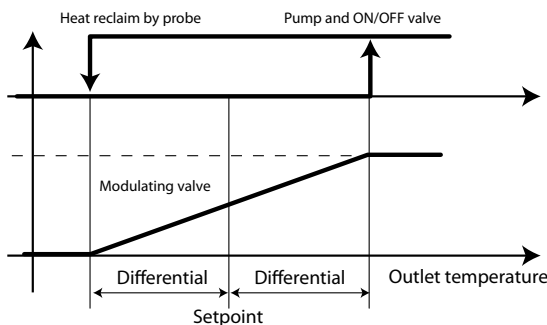 Heat reclaim by probe
Pump and ON/OFF valve
Modulating valve
Differential
Differential
Outlet temperature
Setpoint